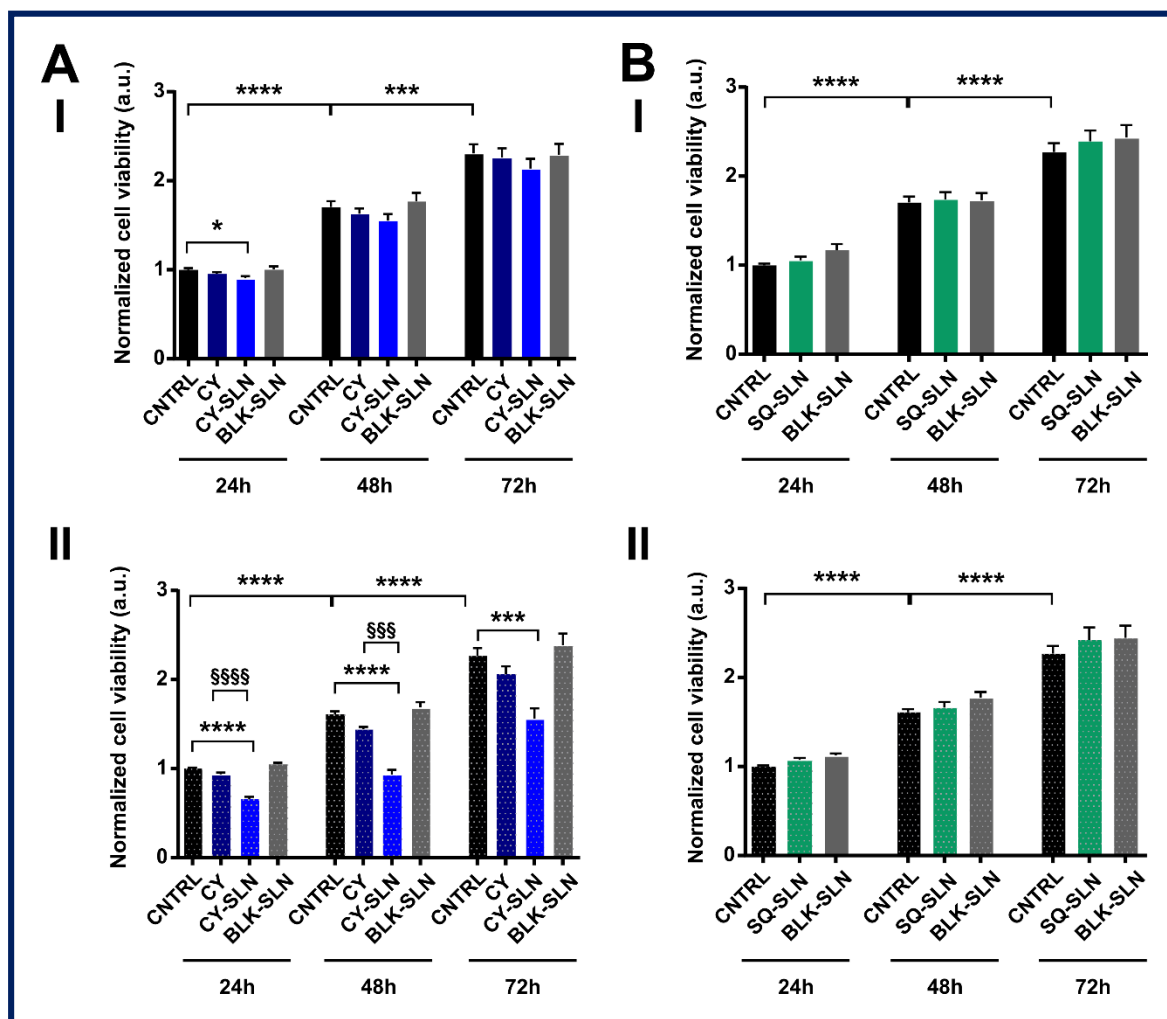 A
I
Normalized cell viability (a.u.)
3
2
1
0
****
***
*
CNTRL
CY
CY-SLN
BLK-SLN
CNTRL
CY
CY-SLN
BLK-SLN
CNTRL
CY
CY-SLN
BLK-SLN
24h
48h
72h
B
I
Normalized cell viability (a.u.)
3
2
1
0
****
****
CNTRL
SQ-SLN
BLK-SLN
CNTRL
SQ-SLN
BLK-SLN
CNTRL
SQ-SLN
BLK-SLN
24h
48h
72h
II
Normalized cell viability (a.u.)
3
2
1
0
****
****
§§§
***
§§§§
****
****
CNTRL
CY
CY-SLN
BLK-SLN
CNTRL
CY
CY-SLN
BLK-SLN
CNTRL
CY
CY-SLN
BLK-SLN
24h
48h
72h
II
Normalized cell viability (a.u.)
3
2
1
0
****
****
CNTRL
SQ-SLN
BLK-SLN
CNTRL
SQ-SLN
BLK-SLN
CNTRL
SQ-SLN
BLK-SLN
24h
48h
72h